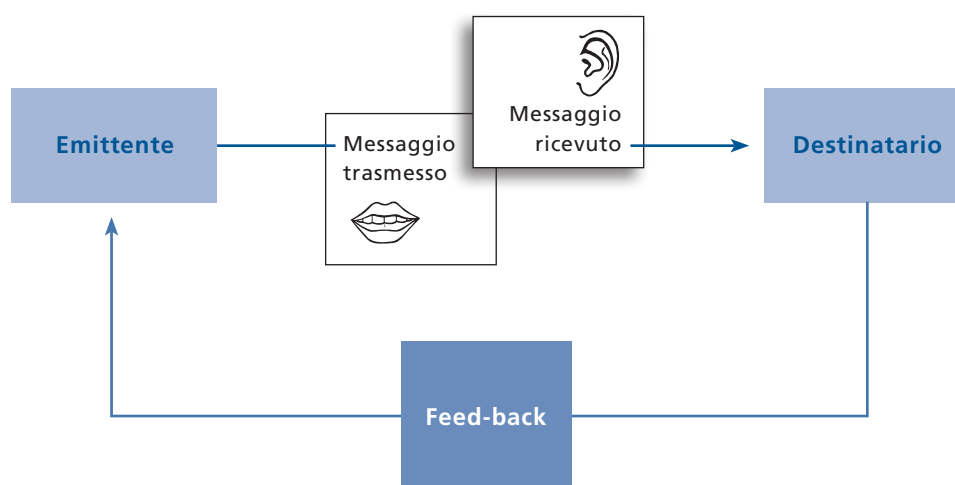 Emittente
Messaggio
trasmesso
Messaggio
ricevuto
Destinatario
Feed-back